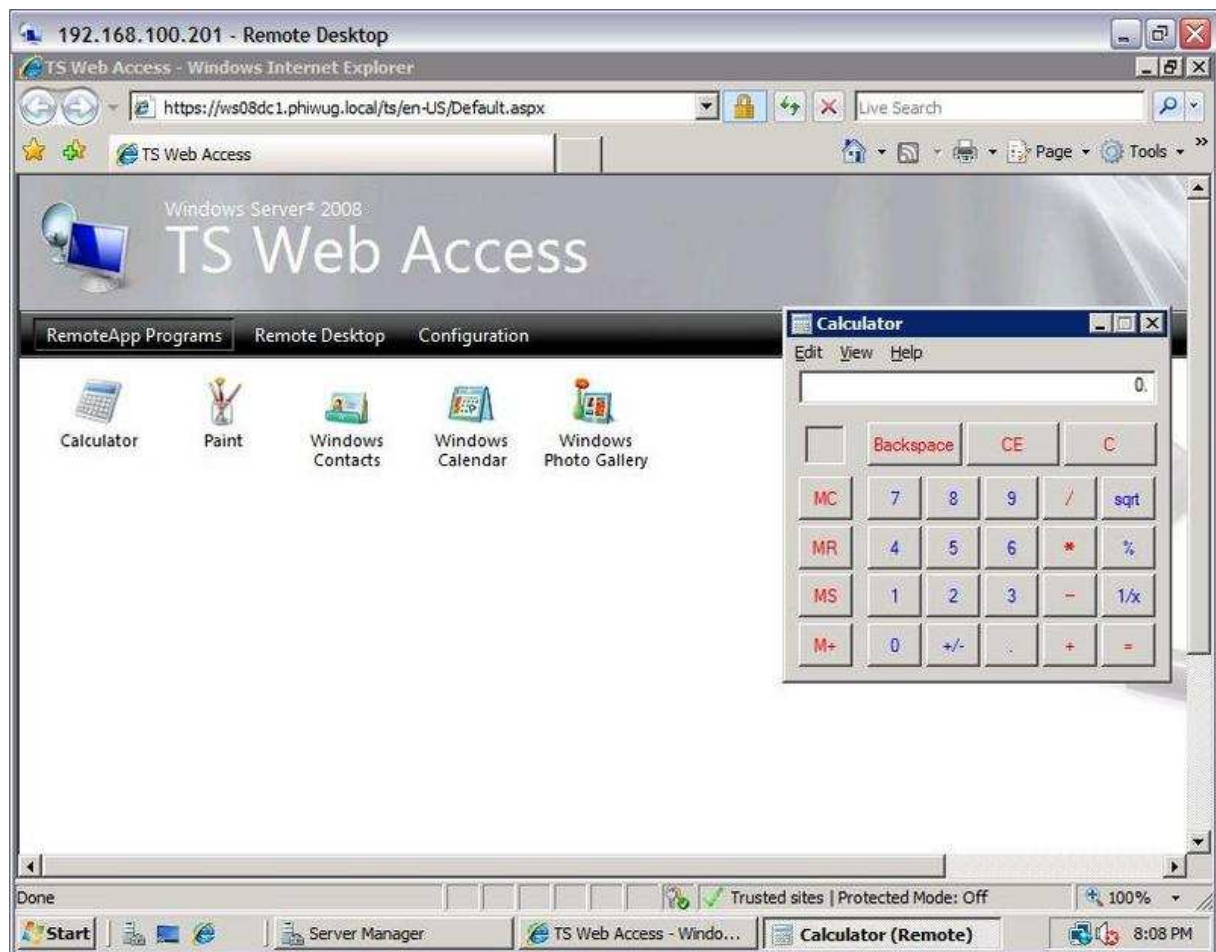 192.168.100.201 - Remote Desktop
TS Web Access - Windows Internet Explorer
https://ws08dc1.phiwug.local/ts/en-US/Default.aspx
Live Search
TS Web Access
Page
Tools
Windows Server® 2008
TS Web Access
RemoteApp Programs Remote Desktop Configuration
Calculator
Paint
Windows Contacts
Windows Calendar
Windows Photo Gallery
Calculator
Edit View Help
0.
Backspace CE C
MC 7 8 9 / sqrt
MR 4 5 6 * %
MS 1 2 3 - 1/x
M+ 0 +/- . + =
Done
Trusted sites | Protected Mode: Off
100%
Start
Server Manager
TS Web Access - Windo...
Calculator (Remote)
8:08 PM